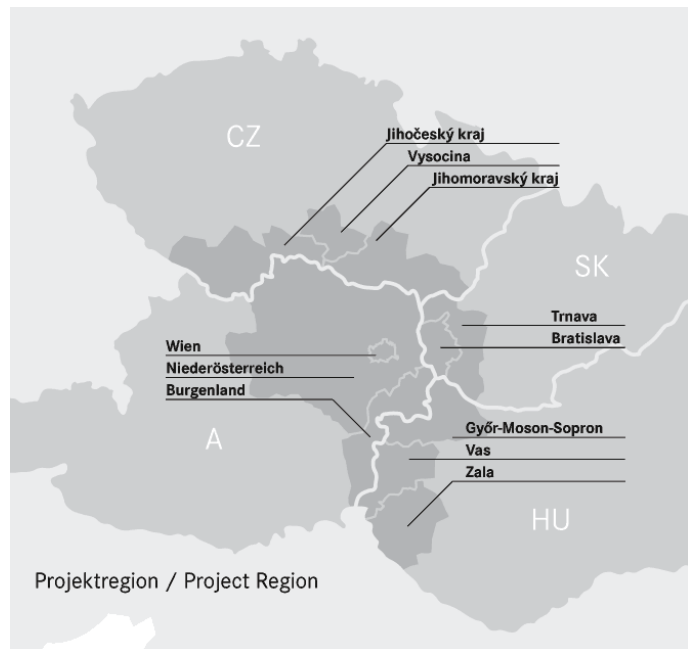 CZ
Jihočeský kraj
Vysocina
Jihomoravský kraj
SK
Trnava
Bratislava
Wien
Niederösterreich
Burgenland
A
Győr-Moson-Sopron
Vas
Zala
HU
Projektregion / Project Region